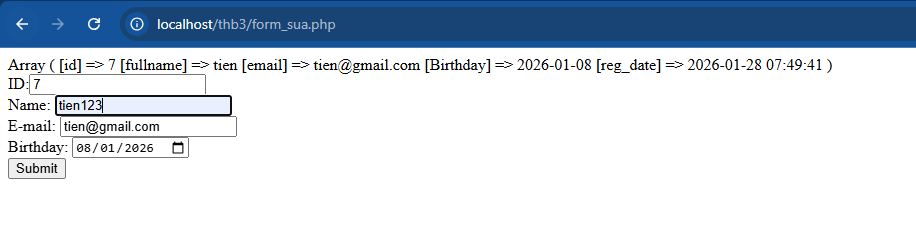 localhost/thb3/form_sua.php
Array ( [id] => 7 [fullname] => tien [email] => tien@gmail.com [Birthday] => 2026-01-08 [reg_date] => 2026-01-28 07:49:41 )
ID: 7
Name: tien123
E-mail: tien@gmail.com
Birthday: 08/01/2026
Submit